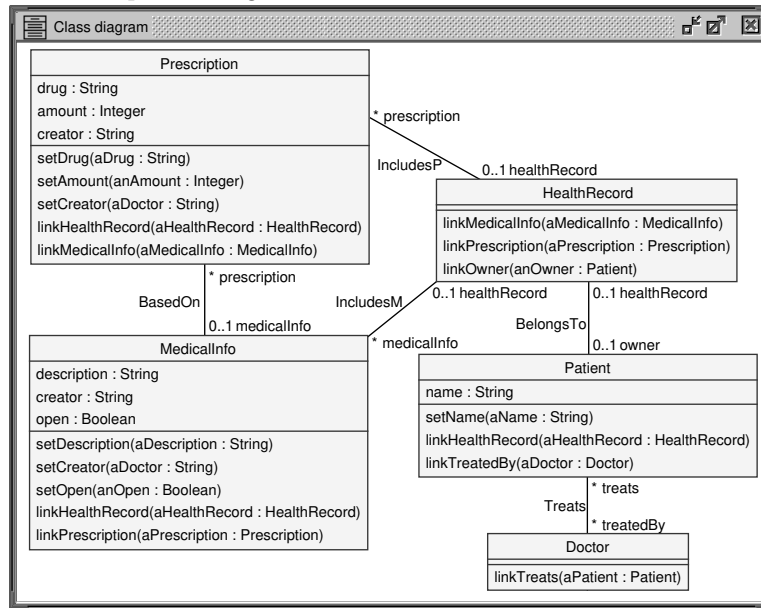 Class diagram
Prescription
drug : String
amount : Integer
creator : String
setDrug(aDrug : String)
setAmount(anAmount : Integer)
setCreator(aDoctor : String)
linkHealthRecord(aHealthRecord : HealthRecord)
linkMedicalInfo(aMedicalInfo : MedicalInfo)
* prescription
IncludesP
0..1 healthRecord
HealthRecord
linkMedicalInfo(aMedicalInfo : MedicalInfo)
linkPrescription(aPrescription : Prescription)
linkOwner(anOwner : Patient)
* prescription
BasedOn
0..1 medicalInfo
IncludesM
0..1 healthRecord
* medicalInfo
0..1 healthRecord
BelongsTo
0..1 owner
MedicalInfo
description : String
creator : String
open : Boolean
setDescription(aDescription : String)
setCreator(aDoctor : String)
setOpen(anOpen : Boolean)
linkHealthRecord(aHealthRecord : HealthRecord)
linkPrescription(aPrescription : Prescription)
Patient
name : String
setName(aName : String)
linkHealthRecord(aHealthRecord : HealthRecord)
linkTreatedBy(aDoctor : Doctor)
* treats
Treats
* treatedBy
Doctor
linkTreats(aPatient : Patient)